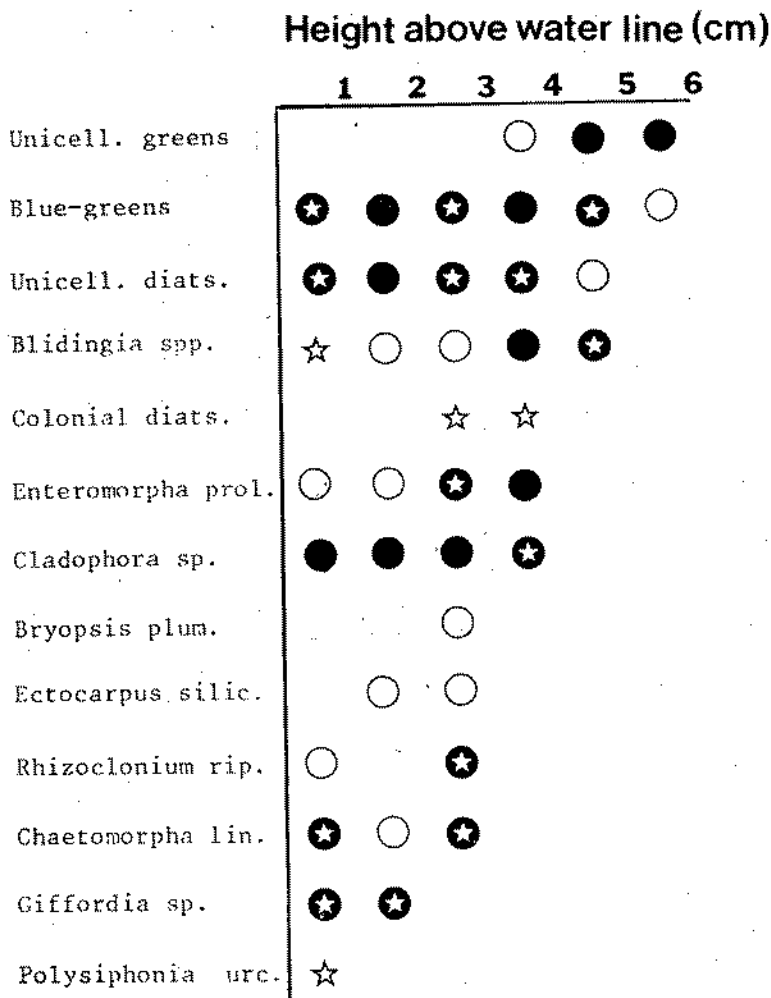 Height above water line (cm)
1 2 3 4 5 6
Unicell. greens
Blue-greens
Unicell. diats.
Blidingia spp.
Colonial diats.
Enteromorpha prol.
Cladophora sp.
Bryopsis plum.
Ectocarpus silic.
Rhizoclonium rip.
Chaetomorpha lin.
Giffordia sp.
Polysiphonia urc.